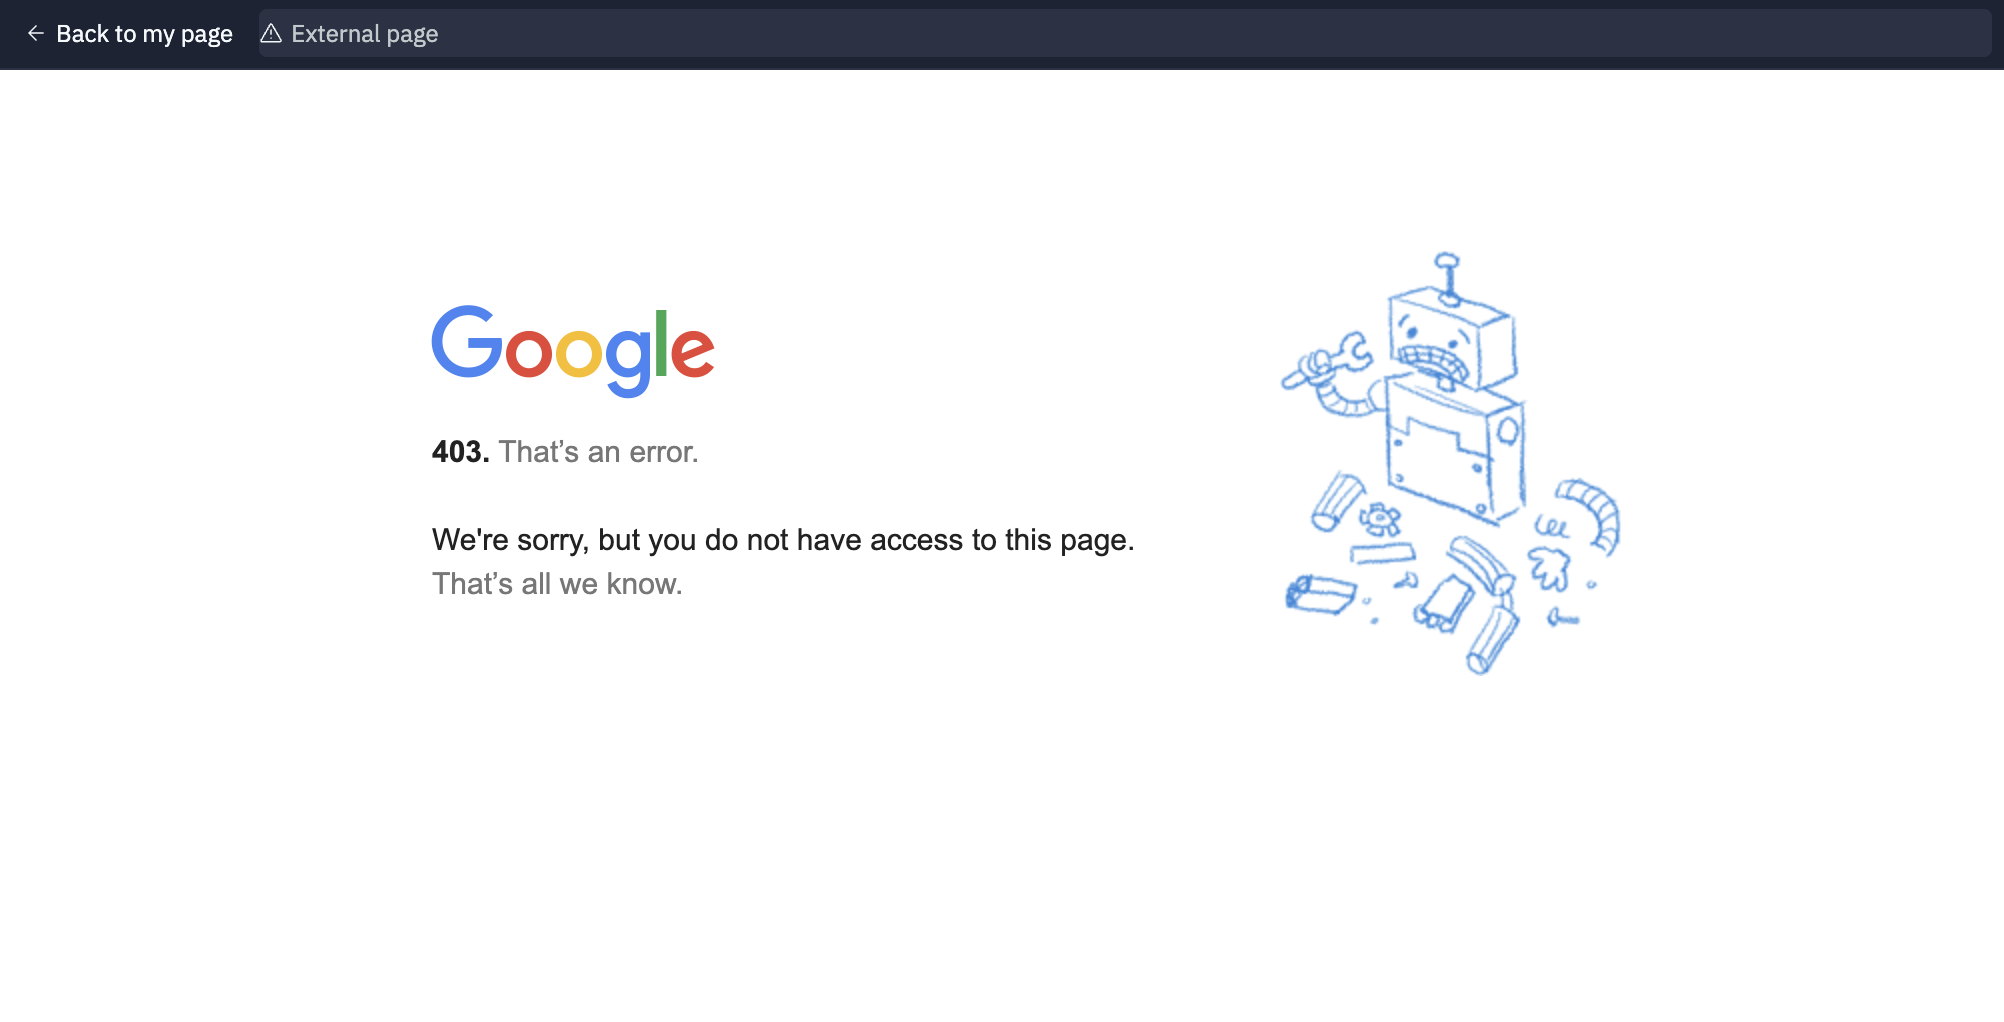 Back to my page
External page
Google
403. That’s an error.
We're sorry, but you do not have access to this page.
That’s all we know.